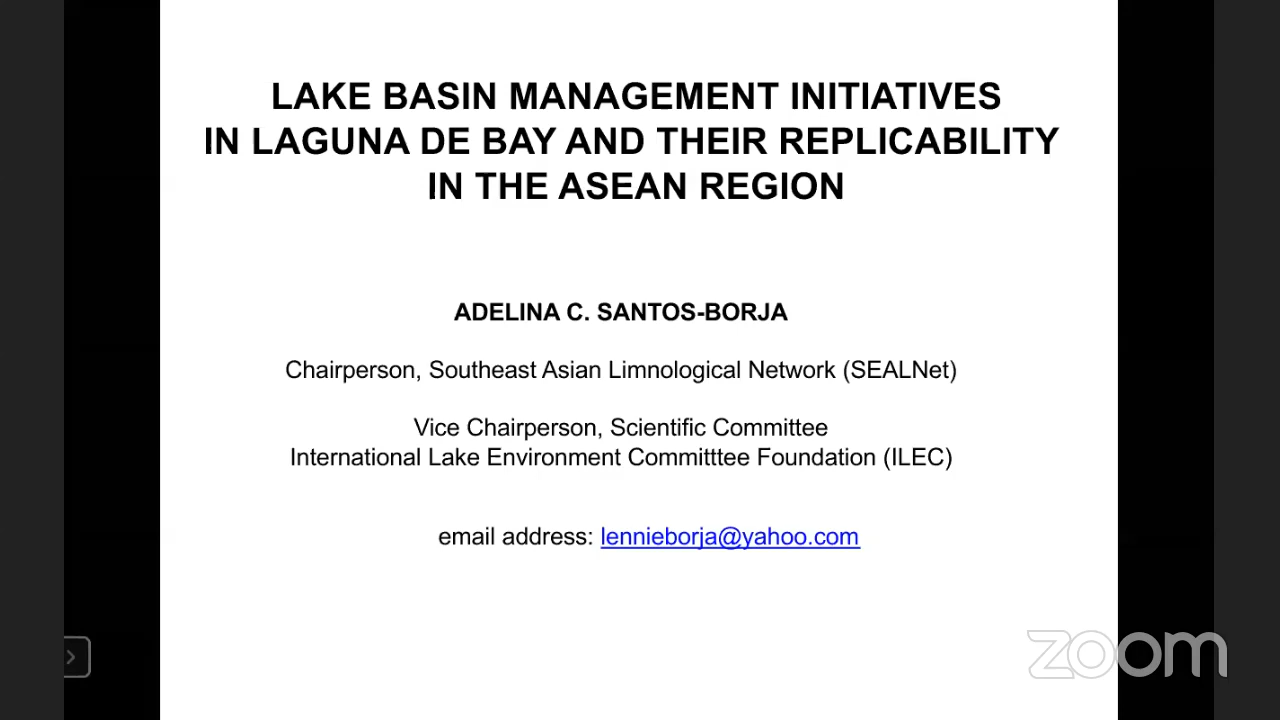 LAKE BASIN MANAGEMENT INITIATIVES
IN LAGUNA DE BAY AND THEIR REPLICABILITY
IN THE ASEAN REGION
ADELINA C. SANTOS-BORJA
Chairperson, Southeast Asian Limnological Network (SEALNet)
Vice Chairperson, Scientific Committee
International Lake Environment Committtee Foundation (ILEC)
email address: lennieborja@yahoo.com
zoom